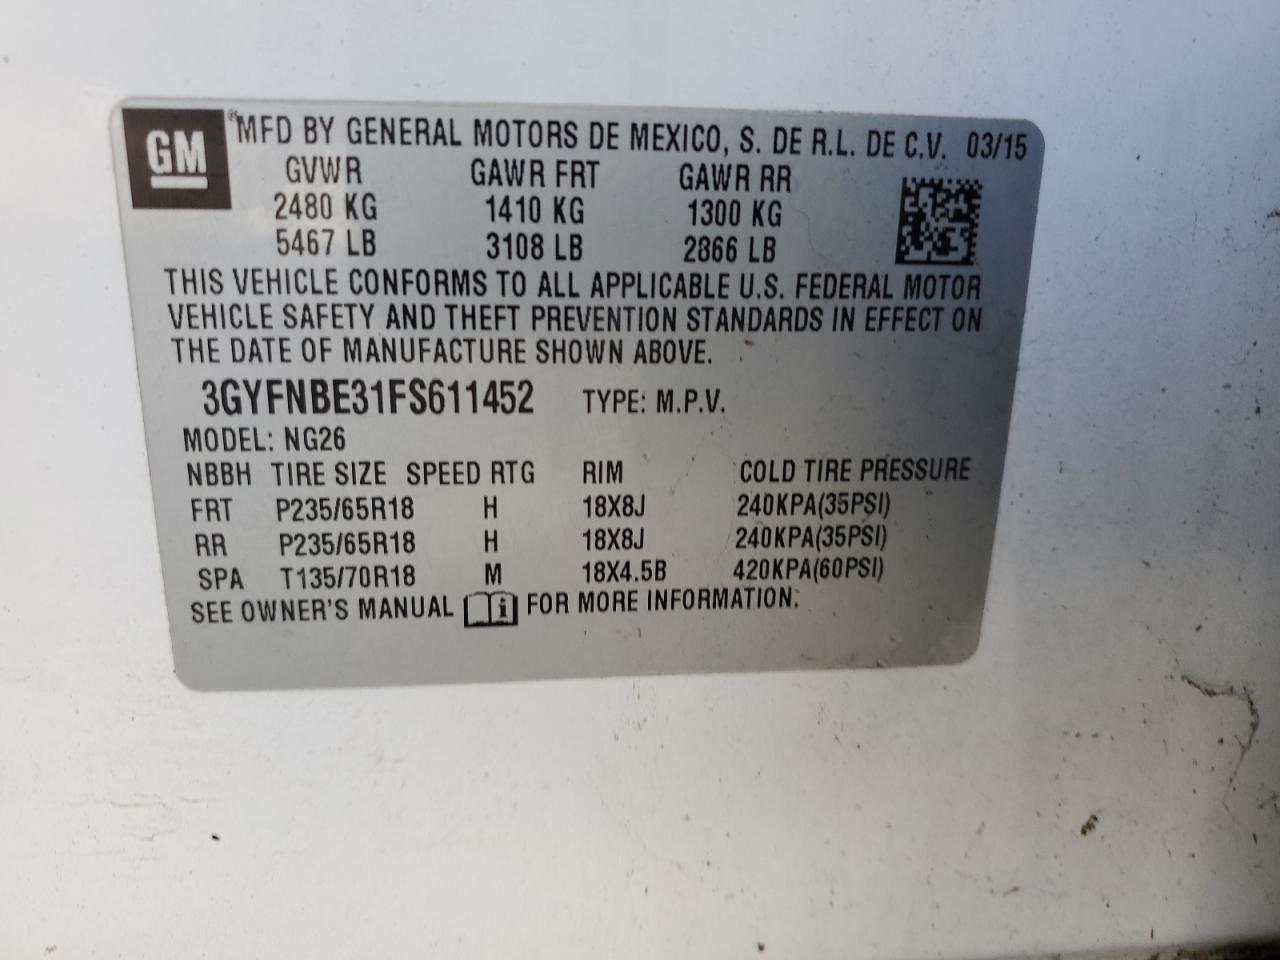 GM ® MFD BY GENERAL MOTORS DE MEXICO, S. DE R.L. DE C.V. 03/15
GVWR GAWR FRT GAWR RR
2480 KG 1410 KG 1300 KG
5467 LB 3108 LB 2866 LB
THIS VEHICLE CONFORMS TO ALL APPLICABLE U.S. FEDERAL MOTOR
VEHICLE SAFETY AND THEFT PREVENTION STANDARDS IN EFFECT ON
THE DATE OF MANUFACTURE SHOWN ABOVE.
3GYFNBE31FS611452 TYPE: M.P.V.
MODEL: NG26
NBBH TIRE SIZE SPEED RTG RIM COLD TIRE PRESSURE
FRT P235/65R18 H 18X8J 240KPA(35PSI)
RR P235/65R18 H 18X8J 240KPA(35PSI)
SPA T135/70R18 M 18X4.5B 420KPA(60PSI)
SEE OWNER'S MANUAL i FOR MORE INFORMATION.